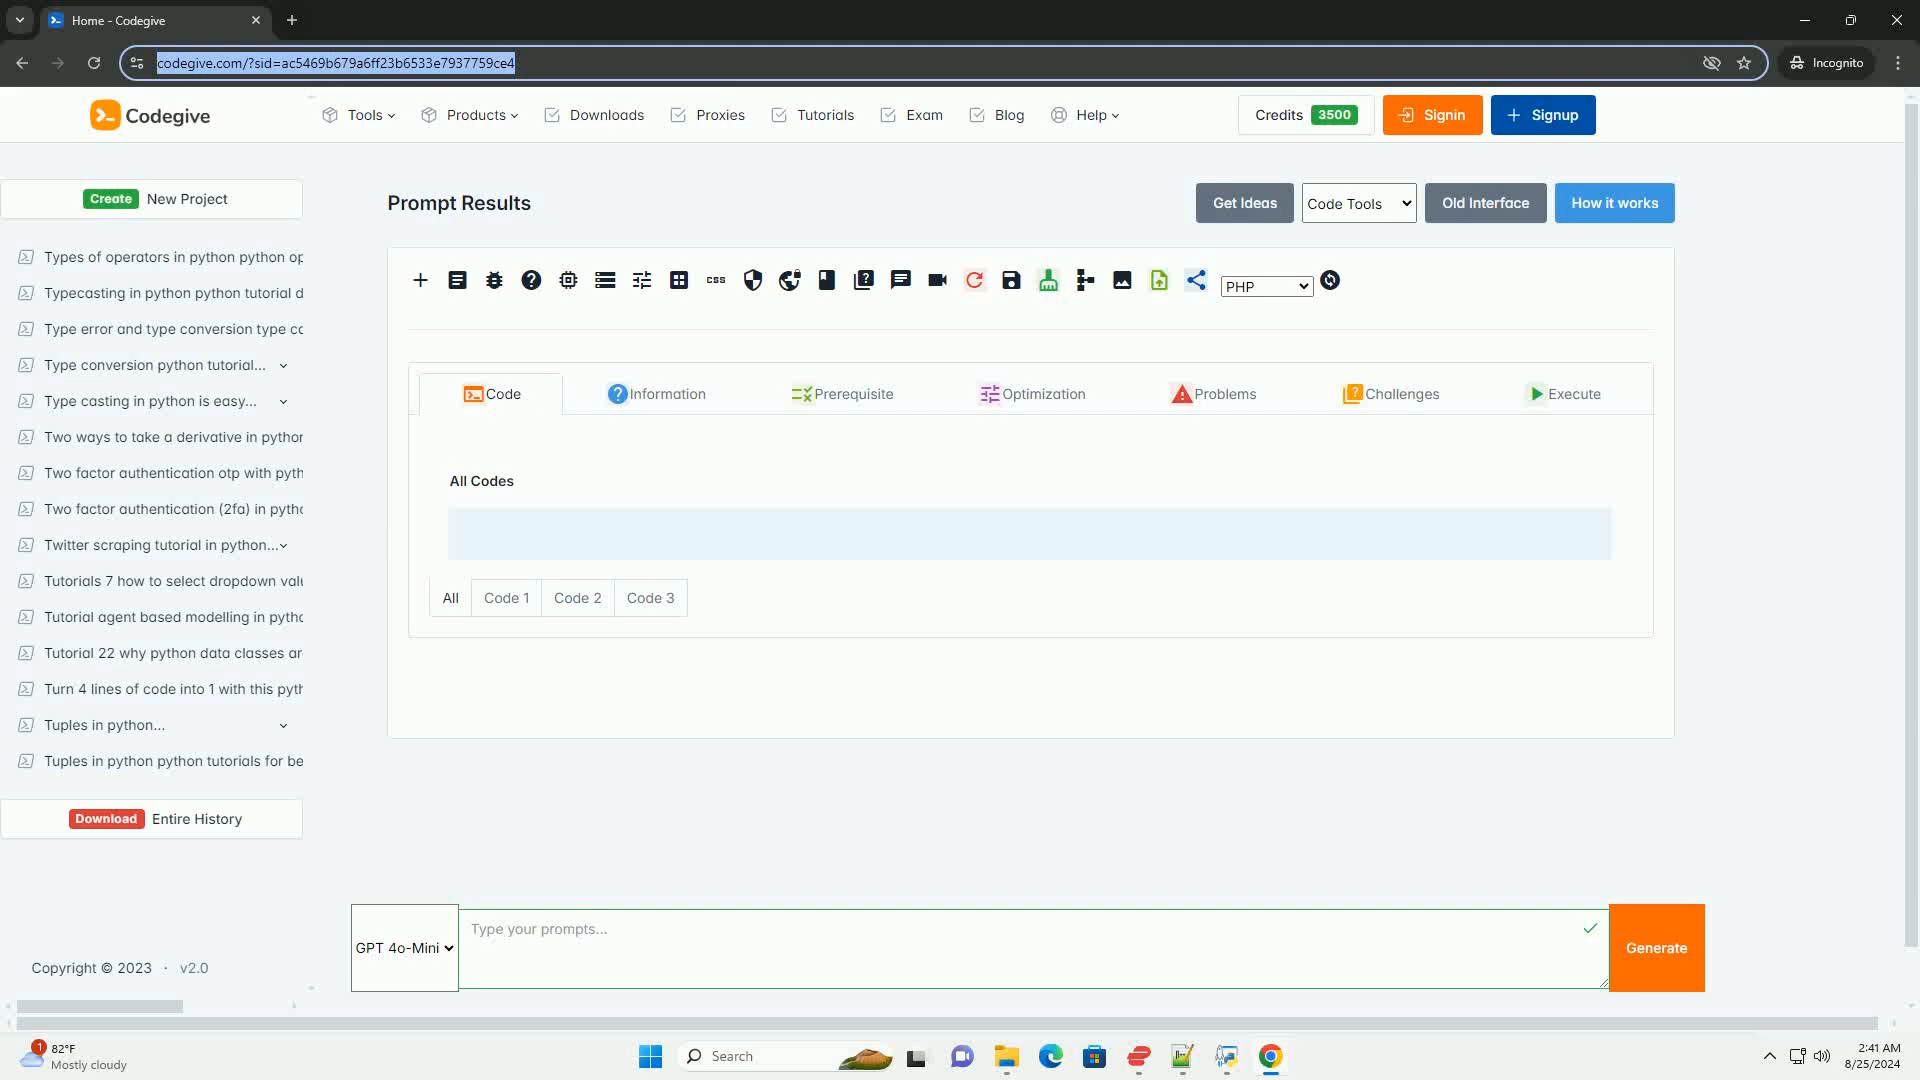 Home - Codegive
codegive.com/?sid=ac5469b679a6ff23b6533e7937759ce4
Incognito
Codegive
Tools
Products
Downloads
Proxies
Tutorials
Exam
Blog
Help
Credits 3500
Signin
Signup
Create New Project
Types of operators in python python op
Typecasting in python python tutorial d
Type error and type conversion type cc
Type conversion python tutorial...
Type casting in python is easy...
Two ways to take a derivative in pythor
Two factor authentication otp with pyth
Two factor authentication (2fa) in pytho
Twitter scraping tutorial in python...
Tutorials 7 how to select dropdown valu
Tutorial agent based modelling in pytho
Tutorial 22 why python data classes ar
Turn 4 lines of code into 1 with this pyth
Tuples in python...
Tuples in python python tutorials for be
Download Entire History
Copyright © 2023 · v2.0
Prompt Results
Get Ideas
Code Tools
Old Interface
How it works
CSS
PHP
Code
Information
Prerequisite
Optimization
Problems
Challenges
Execute
All Codes
All
Code 1
Code 2
Code 3
GPT 4o-Mini
Type your prompts...
Generate
1
82°F
Mostly cloudy
Search
2:41 AM
8/25/2024